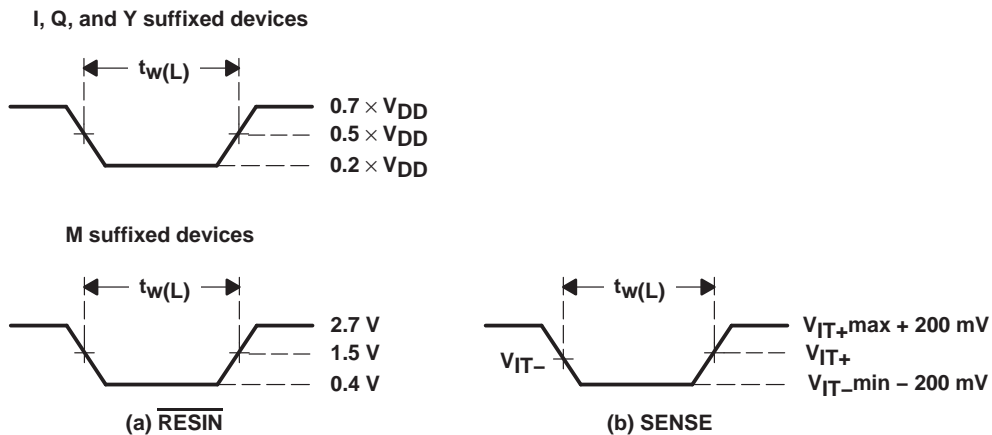 I, Q, and Y suffixed devices
tw(L)
0.7 × VDD
0.5 × VDD
0.2 × VDD
M suffixed devices
tw(L)
2.7 V
1.5 V
0.4 V
(a) RESIN
tw(L)
VIT–
VIT+max + 200 mV
VIT+
VIT–min – 200 mV
(b) SENSE